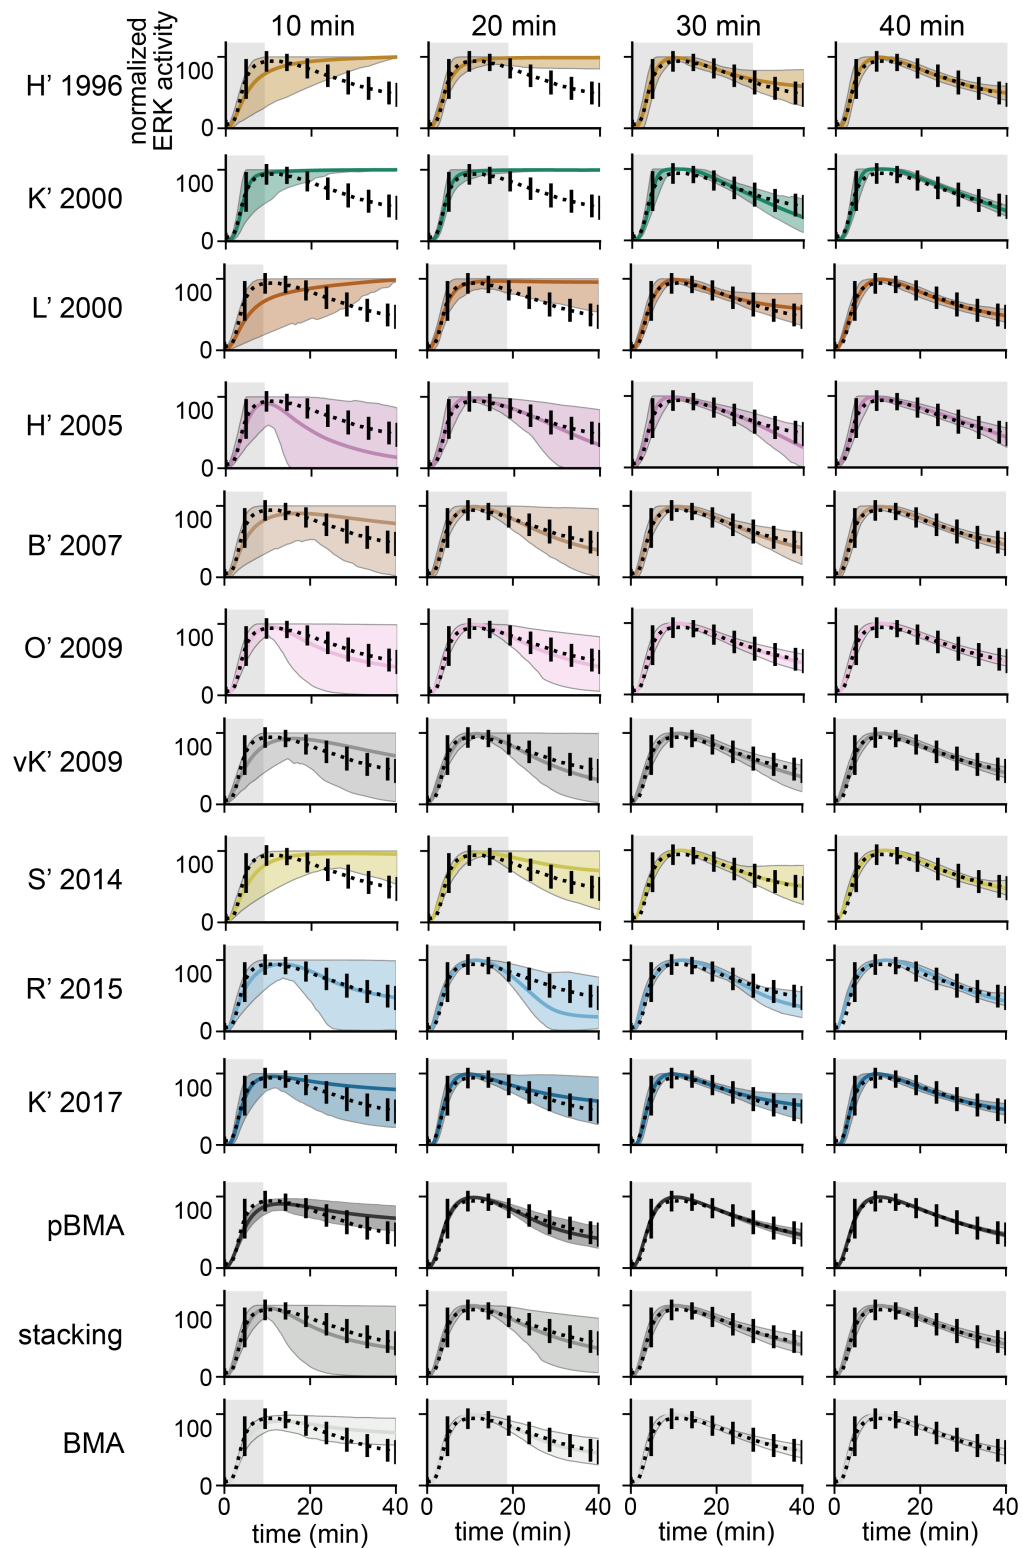 10 min 20 min 30 min 40 min
normalized
ERK activity
H’ 1996
100
0
K’ 2000
100
0
L’ 2000
100
0
H’ 2005
100
0
B’ 2007
100
0
O’ 2009
100
0
vK’ 2009
100
0
S’ 2014
100
0
R’ 2015
100
0
K’ 2017
100
0
pBMA
100
0
stacking
100
0
BMA
100
0
0 20 40 0 20 40 0 20 40 0 20 40
time (min) time (min) time (min) time (min)